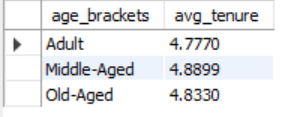 age_brackets avg_tenure
Adult 4.7770
Middle-Aged 4.8899
Old-Aged 4.8330